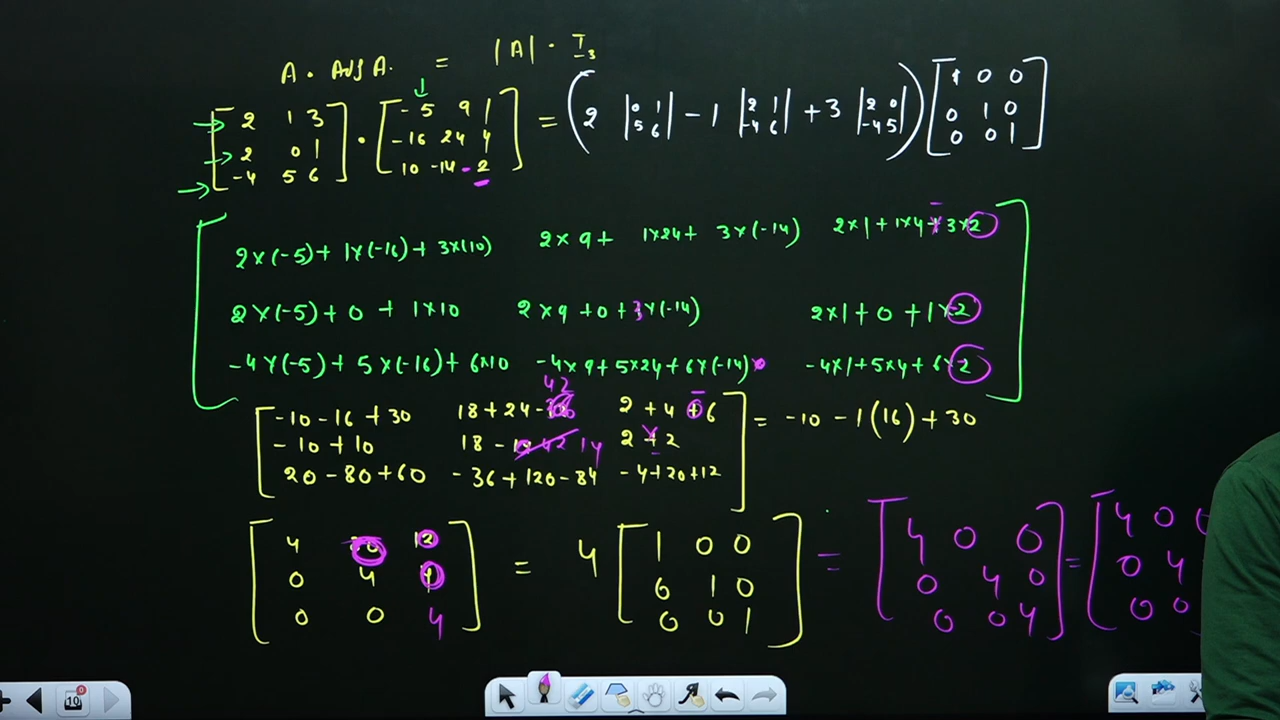 A . Adj A. = |A| . I₃
[2 1 3] . [-5 9 1] = (2 |0 1| - 1 |2 1| + 3 |2 0|) [1 0 0]
[2 0 1] [-16 24 4] |5 6| |-4 6| |-4 5| [0 1 0]
[-4 5 6] [10 -14 -2] [0 0 1]
2×(-5)+1×(-16)+3×(10) 2×9+ 1×24+ 3×(-14) 2×1+1×4-3×2
2×(-5)+0+1×10 2×9+0+ ×(-14) 2×1+0+1×-2
-4×(-5)+5×(-16)+6×10 -4×9+5×24+6×(-14) -4×1+5×4+6×-2
42
[-10-16+30 18+24- 2+4 6] = -10-1(16)+30
-10+10 18- 14 2 2
20-80+60 -36+120-84 -4+20+12
[4 12] = 4 [1 0 0] = [4 0 0] = [4 0 0
[0 4] [0 1 0] [0 4 0] 0 4
[0 0 4] [0 0 1] [0 0 4] 0 0
10